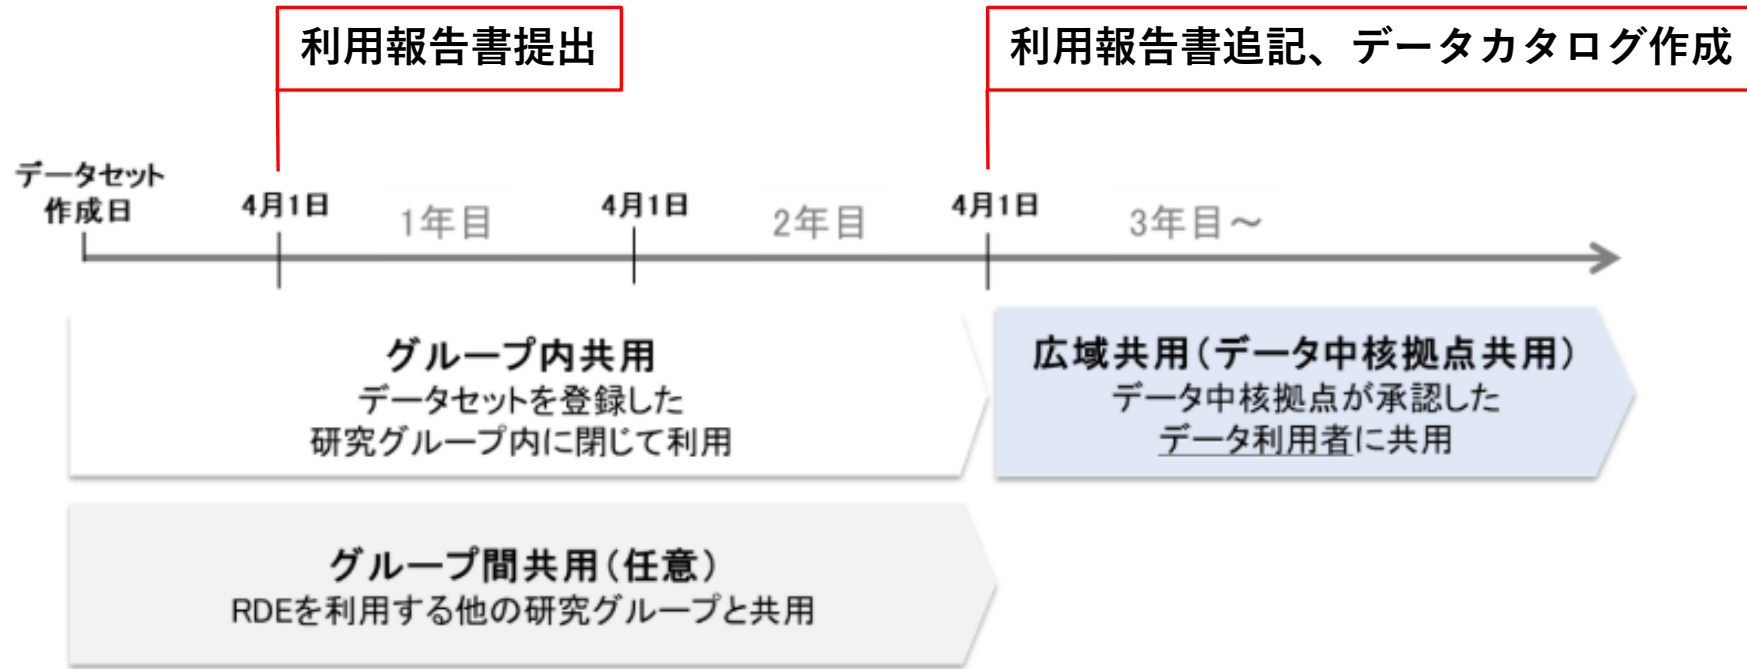 利用報告書提出
利用報告書追記、データカタログ作成
データセット
作成日
4月1日
1年目
4月1日
2年目
4月1日
3年目～
グループ内共用
データセットを登録した
研究グループ内に閉じて利用
広域共用（データ中核拠点共用）
データ中核拠点が承認した
データ利用者に共用
グループ間共用（任意）
RDEを利用する他の研究グループと共用